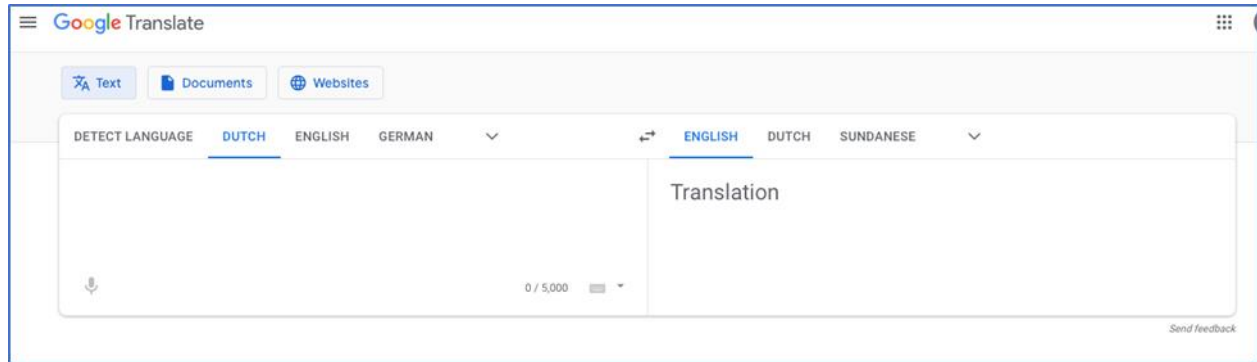 Google Translate
Text Documents Websites
DETECT LANGUAGE DUTCH ENGLISH GERMAN ENGLISH DUTCH SUNDANESE
Translation
0 / 5,000
Send feedback